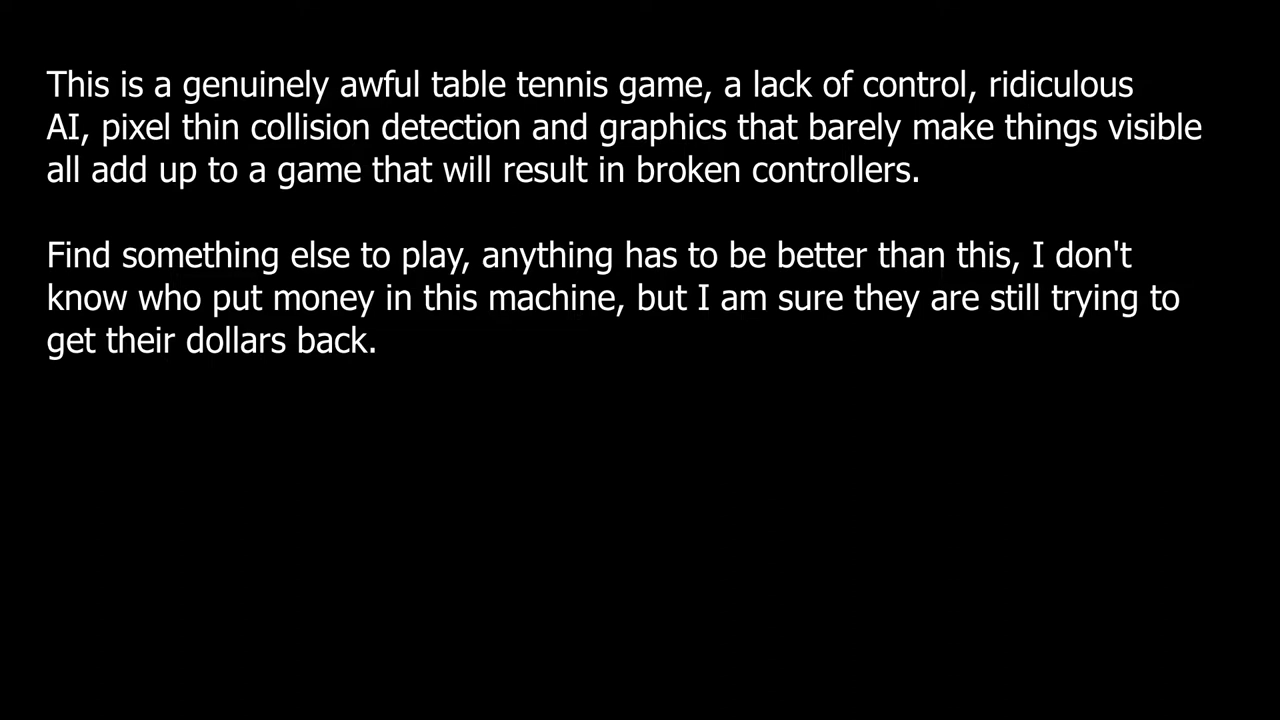 This is a genuinely awful table tennis game, a lack of control, ridiculous
AI, pixel thin collision detection and graphics that barely make things visible
all add up to a game that will result in broken controllers.
Find something else to play, anything has to be better than this, I don't
know who put money in this machine, but I am sure they are still trying to
get their dollars back.